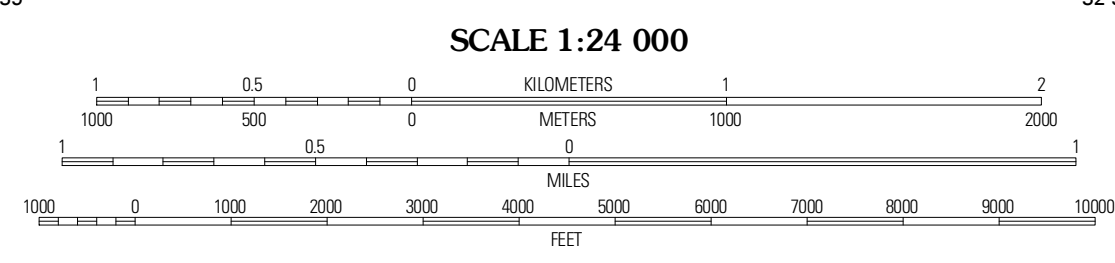 SCALE 1:24 000
1 0.5 0 KILOMETERS 1 2
1000 500 0 METERS 1000 2000
1 0.5 0 1
MILES
1000 0 1000 2000 3000 4000 5000 6000 7000 8000 9000 10000
FEET